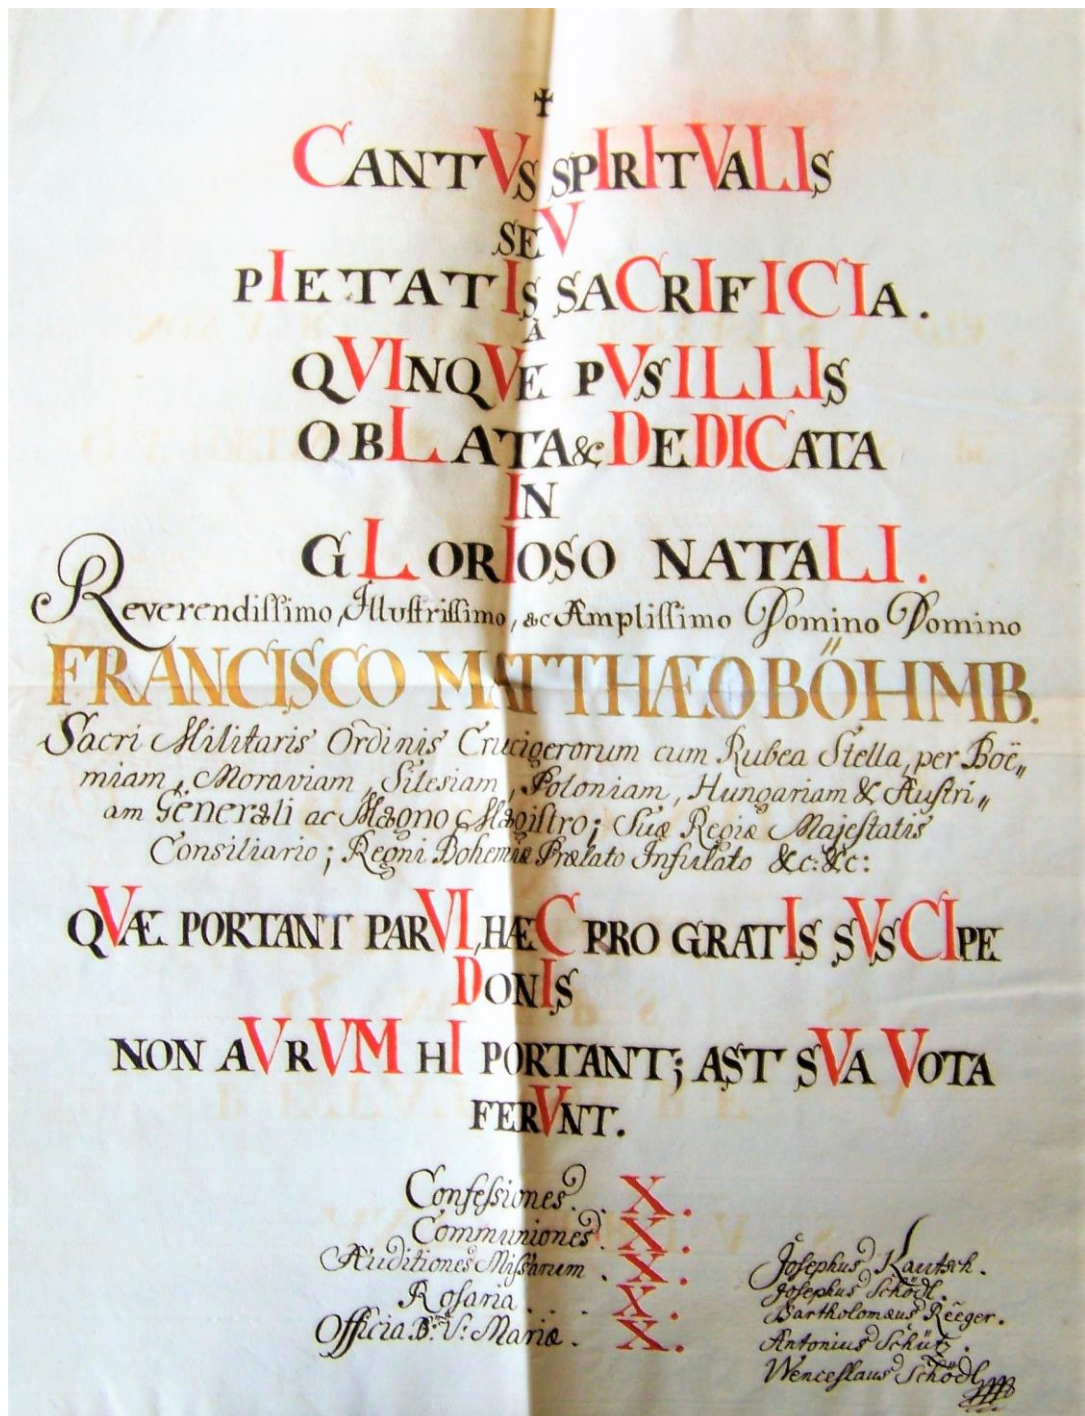 ✝
CANTVS SPIRITVALIS
SEV
PIETATIS SACRIFICIA.
À
QVINQVE PVSILLIS
OBLATA & DEDICATA
IN
GLORIOSO NATALI.
Reverendissimo, Illustrissimo, ac Amplissimo Domino Domino
FRANCISCO MATTHÆO BÖHMB.
Sacri Militaris Ordinis Crucigerorum cum Rubea Stella, per Boë„
miam, Moraviam, Silesiam, Poloniam, Hungariam & Austri„
am Generali ac Magno Magistro; Suæ Regiæ Majestatis
Consiliario; Regni Bohemiæ Prælato Infulato &c: &c:
QVÆ PORTANT PARVI, HÆC PRO GRATIS SVSCIPE
DONIS
NON AVRVM HI PORTANT; AST SVA VOTA
FERVNT.
Confessiones. . X.
Communiones. X.
Auditiones Missarum . X.
Rosaria . . . . X.
Officia. B: V: Mariæ . X.
Josephus Kautsch.
Josephus Schödl.
Bartholomæus Reeger.
Antonius Schütz.
Wenceslaus Schödl